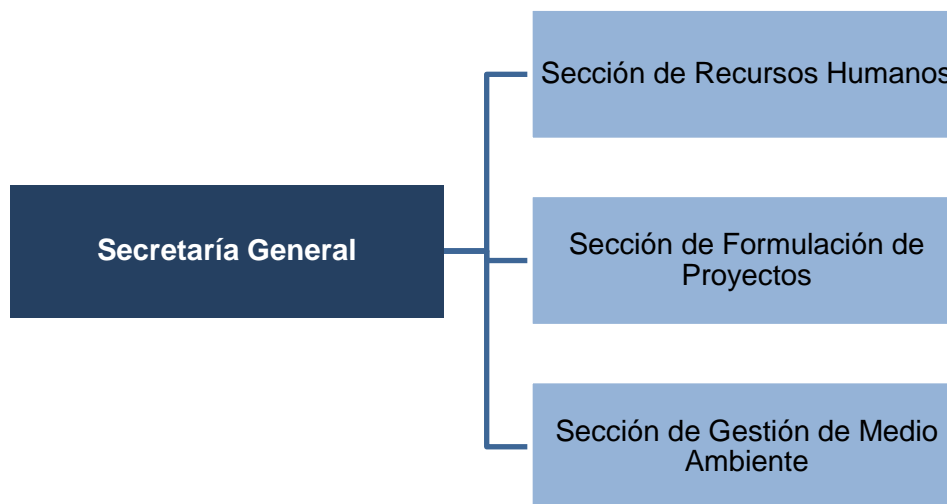 Sección de Recursos Humanos
Secretaría General
Sección de Formulación de
Proyectos
Sección de Gestión de Medio
Ambiente